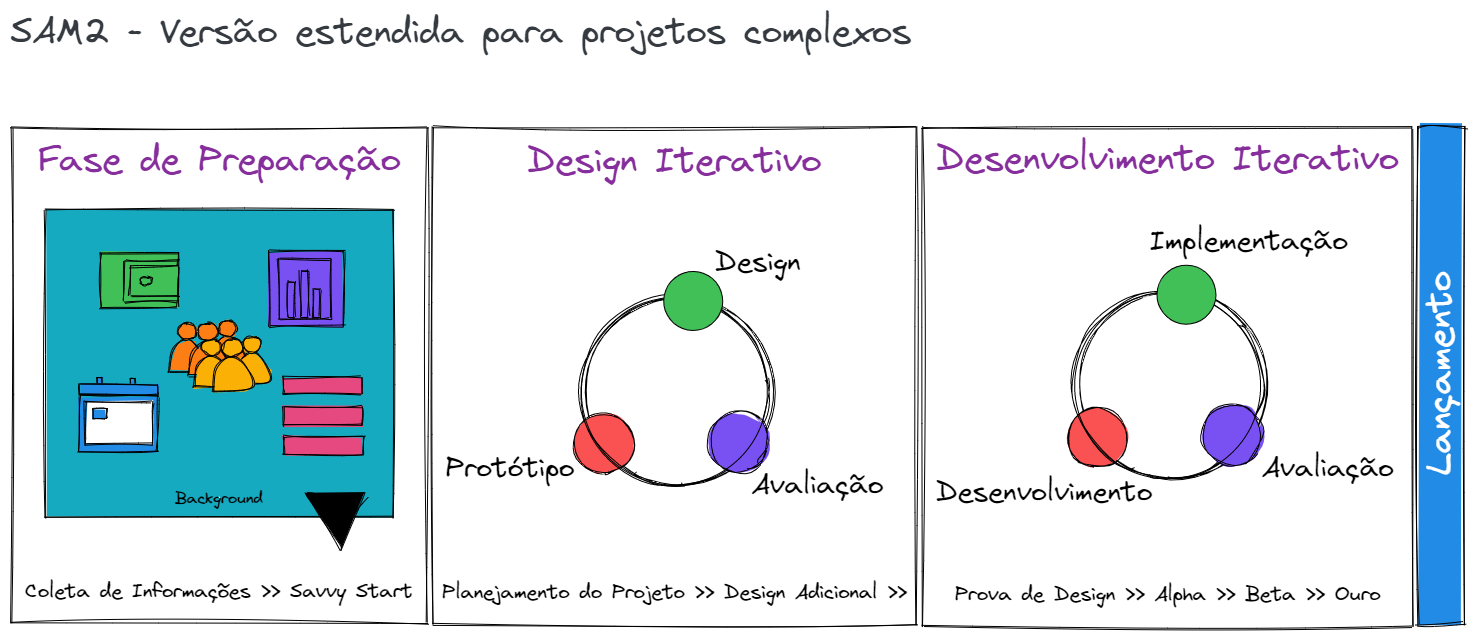 SAM2 - Versão estendida para projetos complexos
Fase de Preparação
Background
Coleta de Informações >> Savvy Start
Design Iterativo
Design
Protótipo
Avaliação
Planejamento do Projeto >> Design Adicional >>
Desenvolvimento Iterativo
Implementação
Desenvolvimento
Avaliação
Prova de Design >> Alpha >> Beta >> Ouro
Lançamento